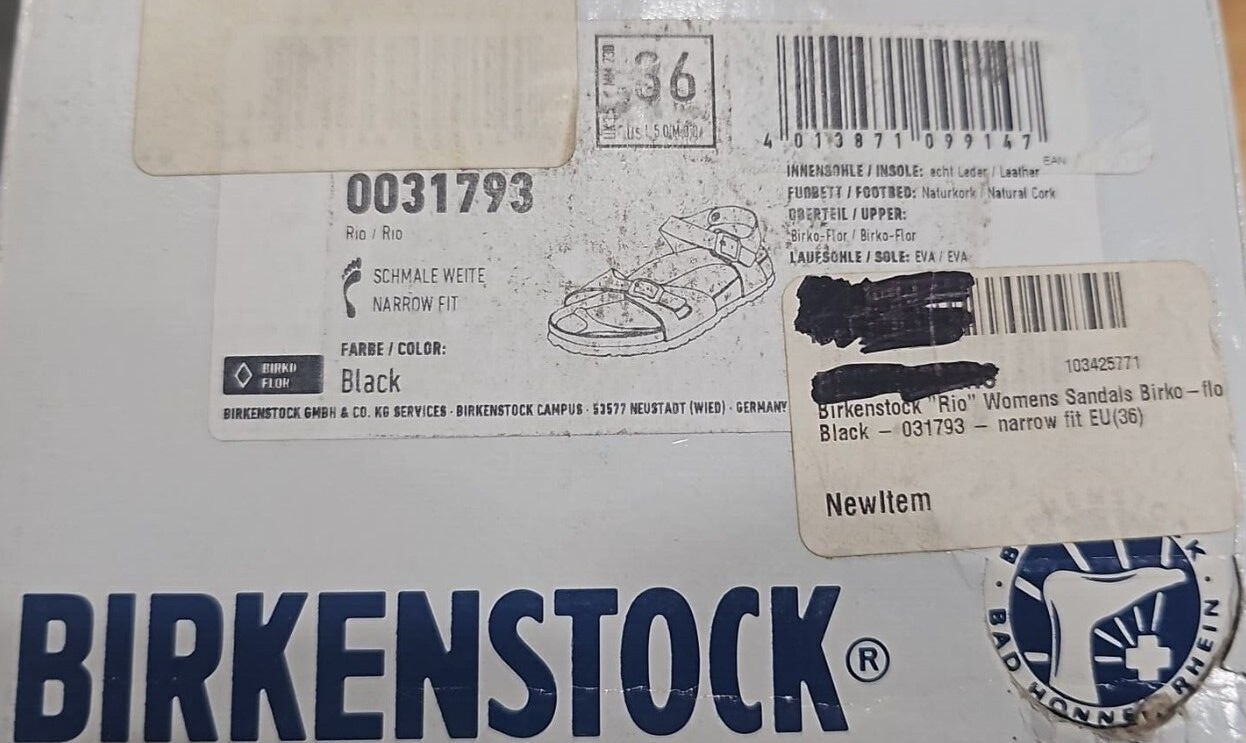 36
MM 230
4 013871 099147
EAN
INNENSOHLE / INSOLE: echt Leder / Leather
FUßBETT / FOOTBED: Naturkork / Natural Cork
OBERTEIL / UPPER:
Birko-Flor / Birko-Flor
LAUFSOHLE / SOLE: EVA / EVA
0031793
Rio / Rio
SCHMALE WEITE
NARROW FIT
FARBE / COLOR:
Black
BIRKO
FLOR
BIRKENSTOCK GMBH & CO. KG SERVICES · BIRKENSTOCK CAMPUS · 53577 NEUSTADT (WIED) · GERMANY
103425771
Birkenstock "Rio" Womens Sandals Birko-flo
Black - 031793 - narrow fit EU(36)
NewItem
BIRKENSTOCK®
BAD HONNEF RHEIN